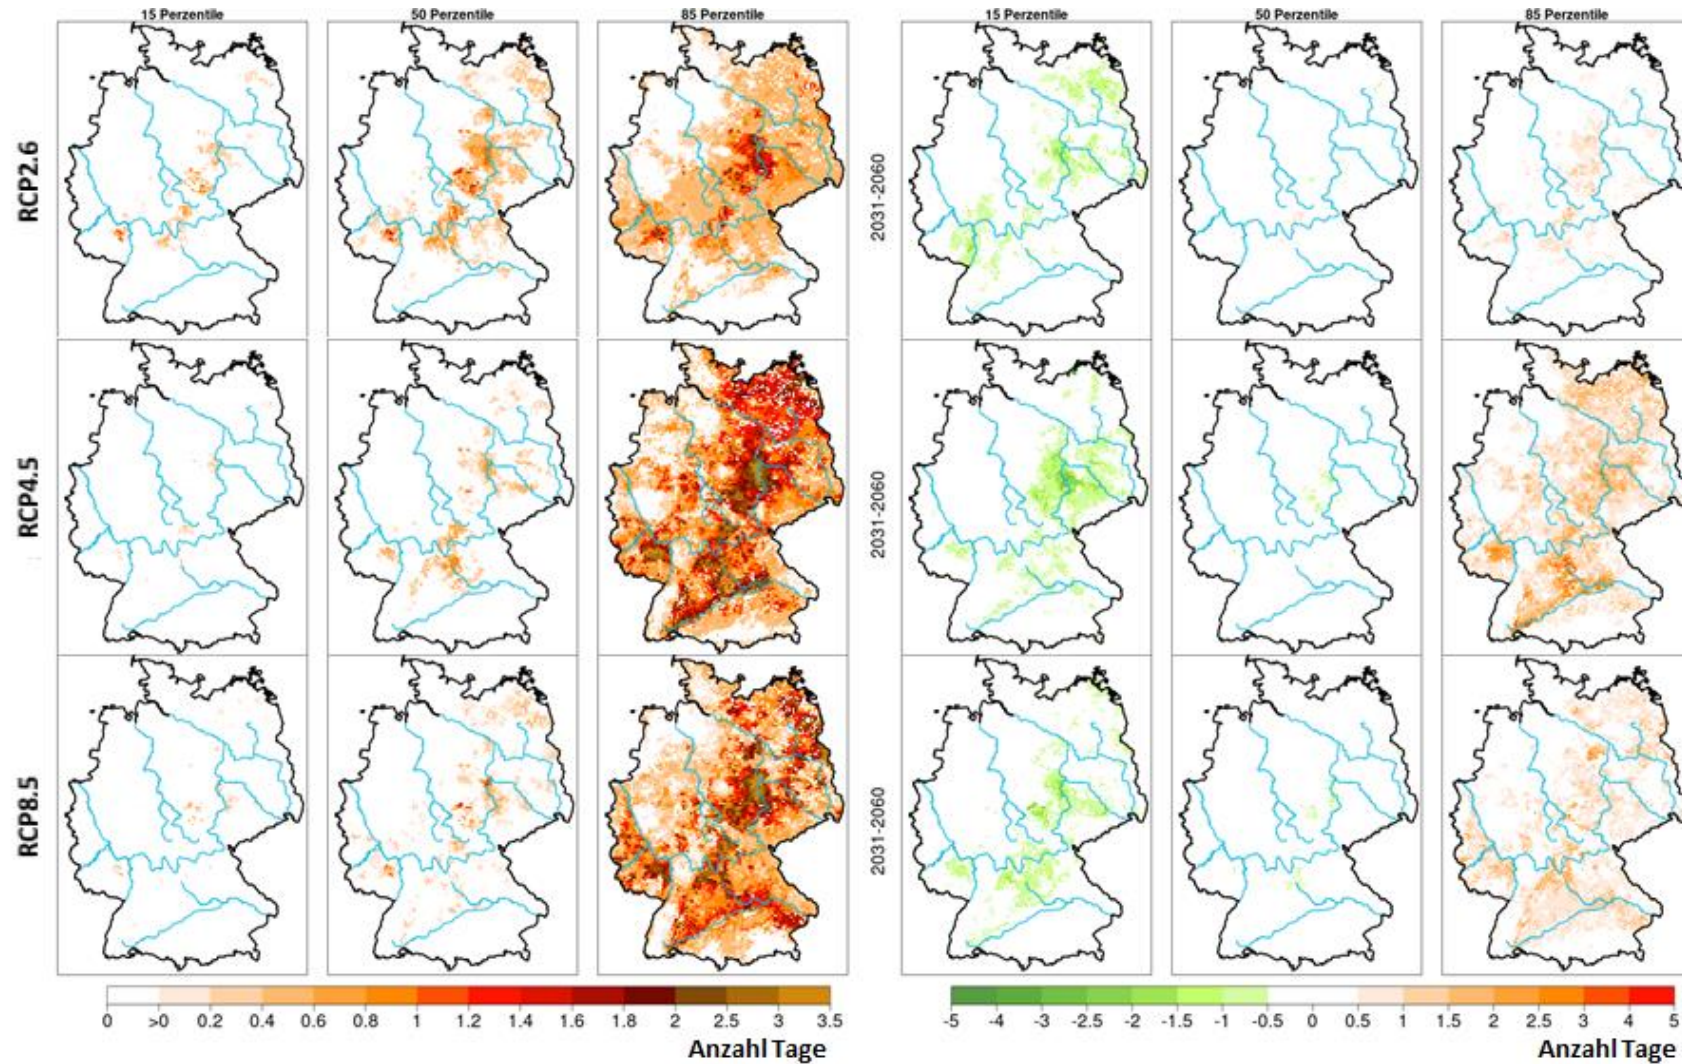 15 Perzentile 50 Perzentile 85 Perzentile 15 Perzentile 50 Perzentile 85 Perzentile
RCP2.6
2031-2060
RCP4.5
2031-2060
RCP8.5
2031-2060
0 >0 0.2 0.4 0.6 0.8 1 1.2 1.4 1.6 1.8 2 2.5 3 3.5
-5 -4 -3 -2.5 -2 -1.5 -1 -0.5 0 0.5 1 1.5 2 2.5 3 4 5
Anzahl Tage
Anzahl Tage